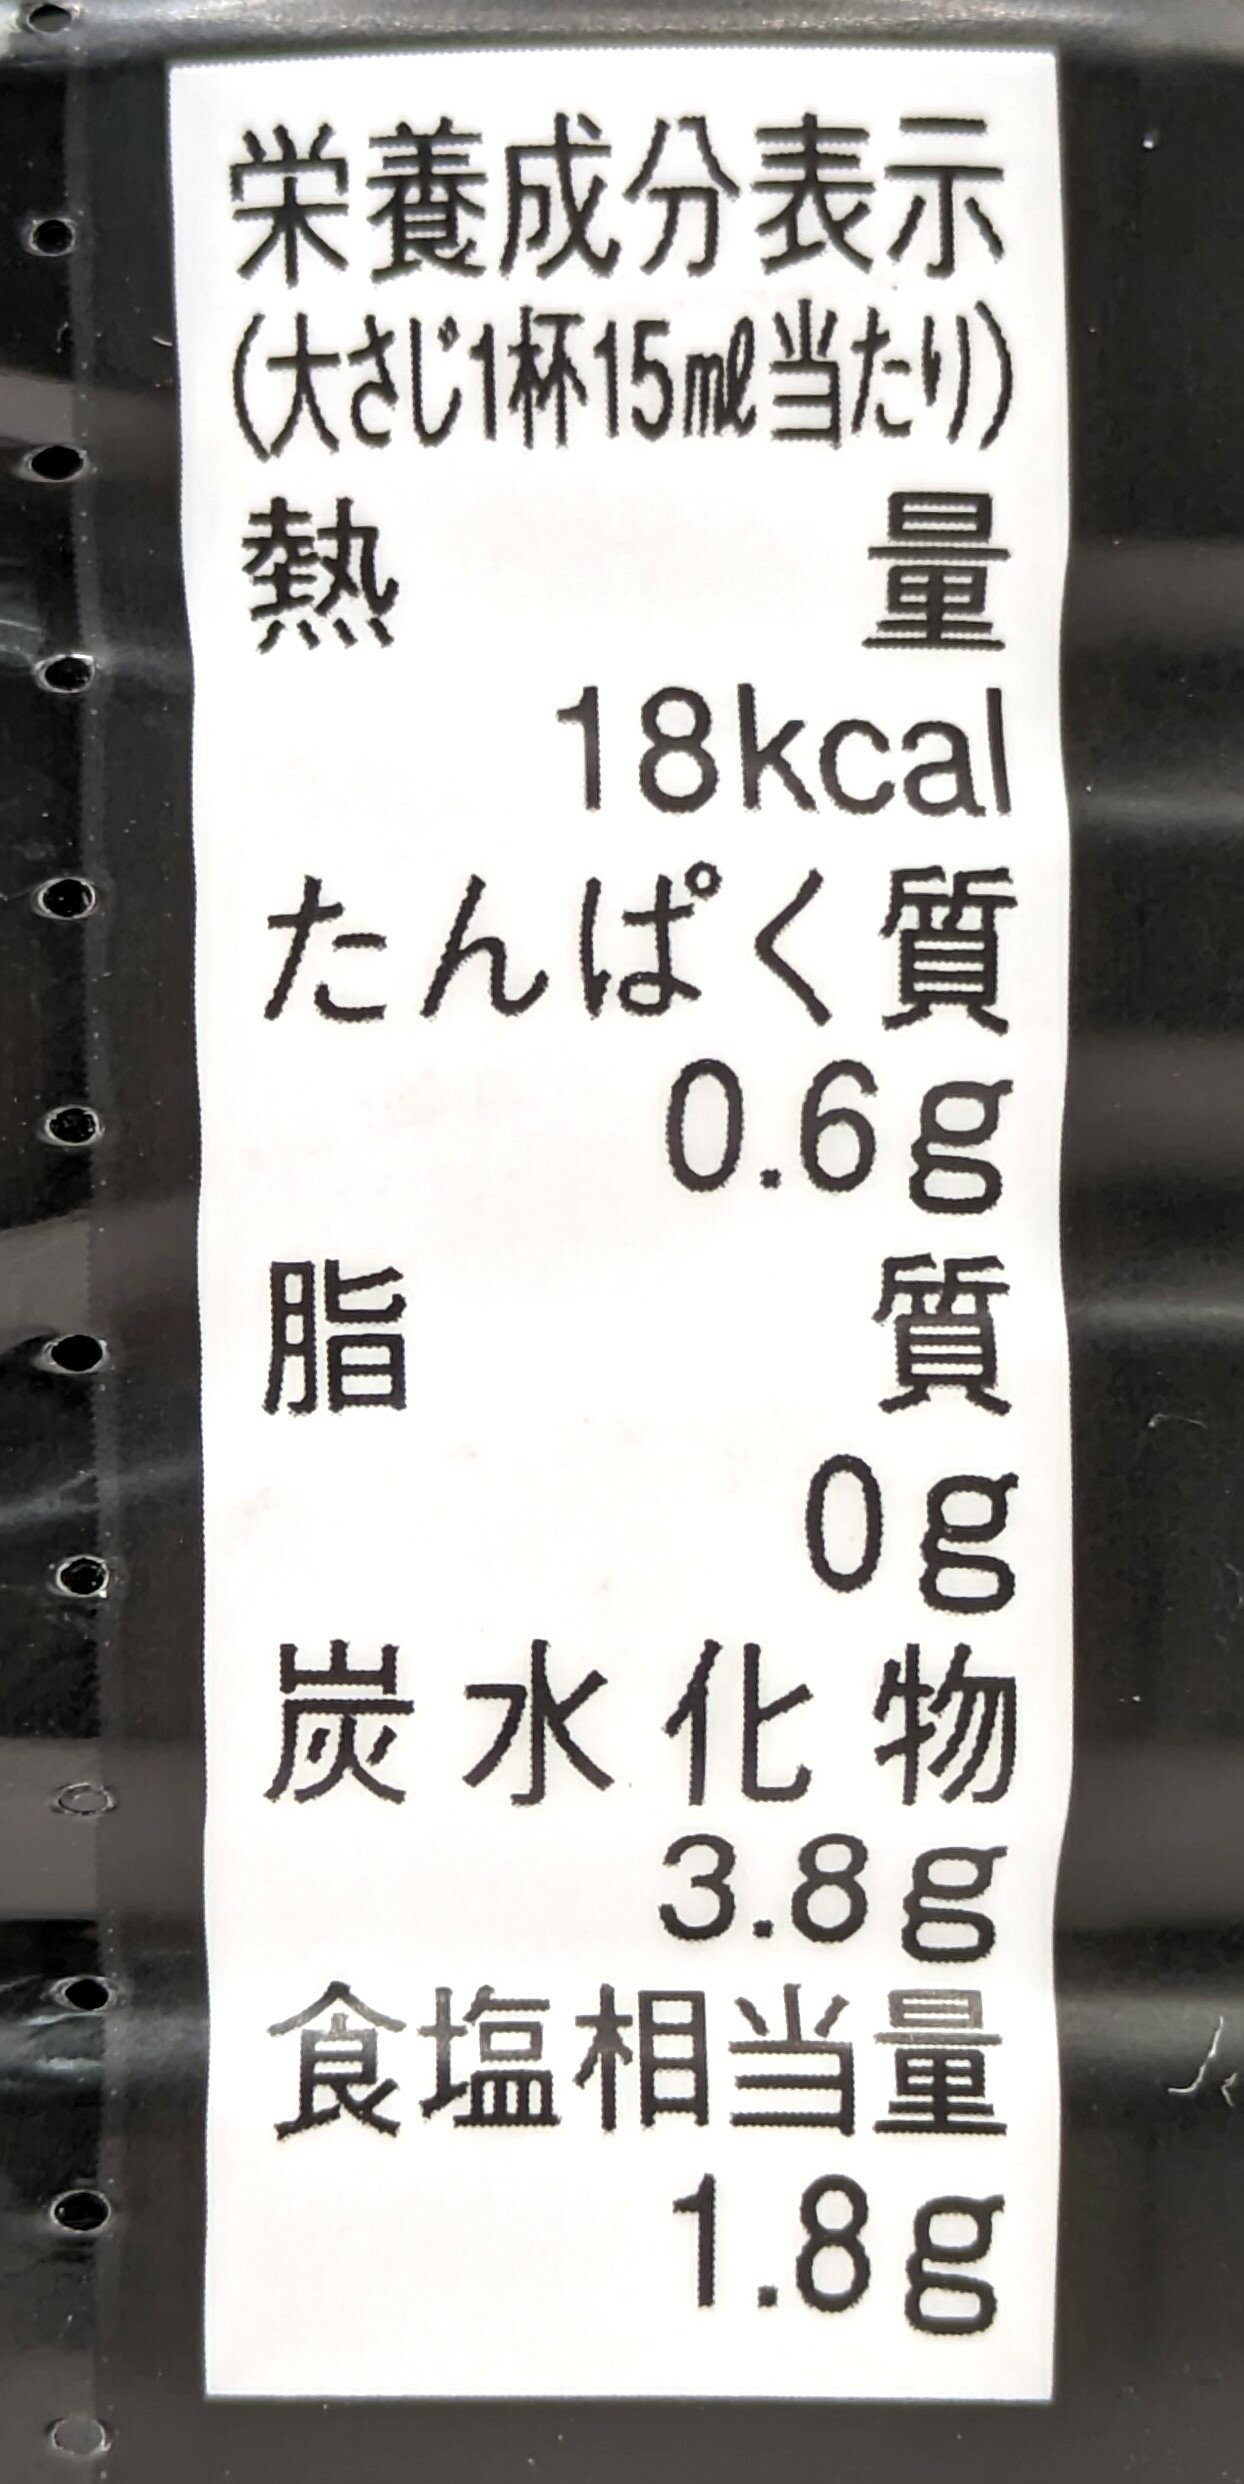 栄養成分表示
(大さじ1杯15mℓ当たり)
熱量
18kcal
たんぱく質
0.6g
脂質
0g
炭水化物
3.8g
食塩相当量
1.8g